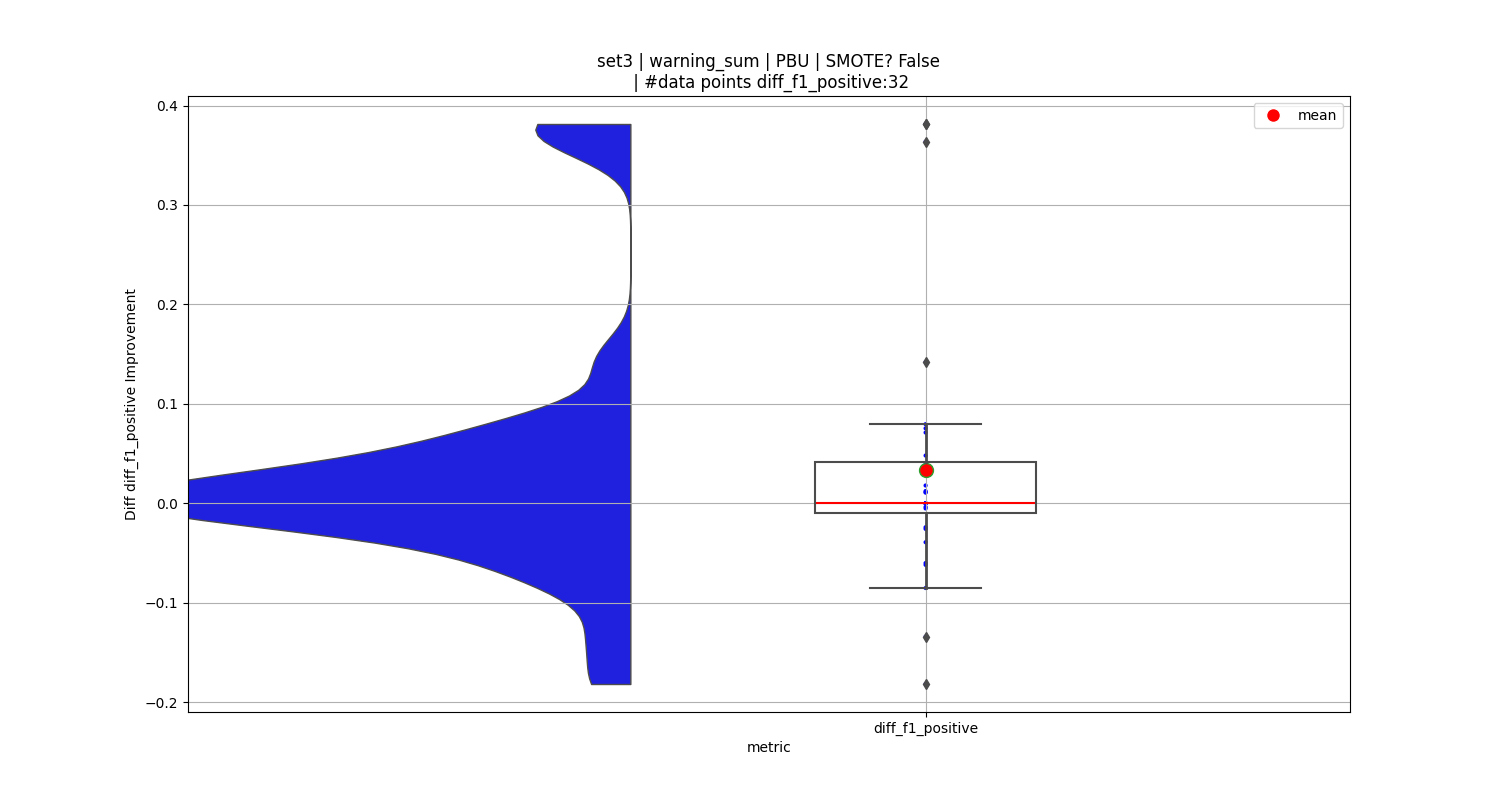 set3 | warning_sum | PBU | SMOTE? False
| #data points diff_f1_positive:32
mean
0.4
0.3
0.2
0.1
0.0
−0.1
−0.2
Diff diff_f1_positive Improvement
diff_f1_positive
metric